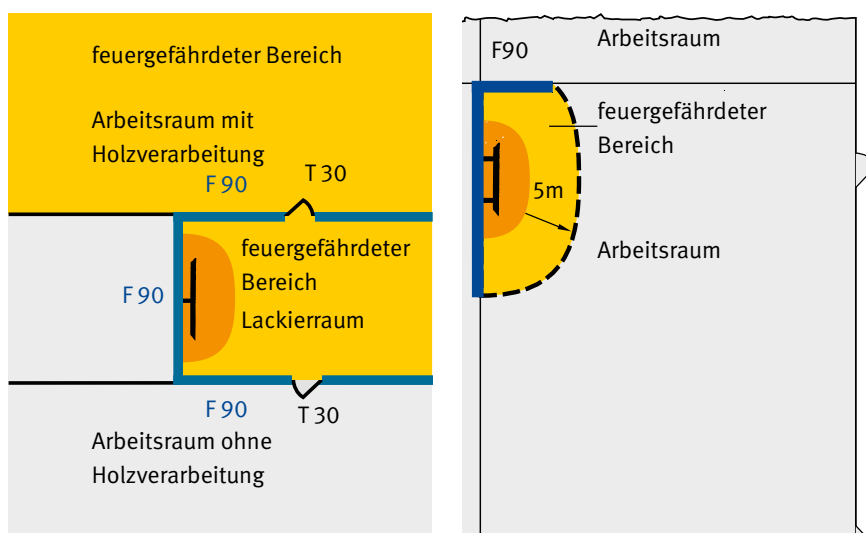 feuergefährdeter Bereich
Arbeitsraum mit
Holzverarbeitung
F 90
T 30
feuergefährdeter
Bereich
Lackierraum
F 90
F 90
T 30
Arbeitsraum ohne
Holzverarbeitung
F90
Arbeitsraum
feuergefährdeter
Bereich
5m
Arbeitsraum